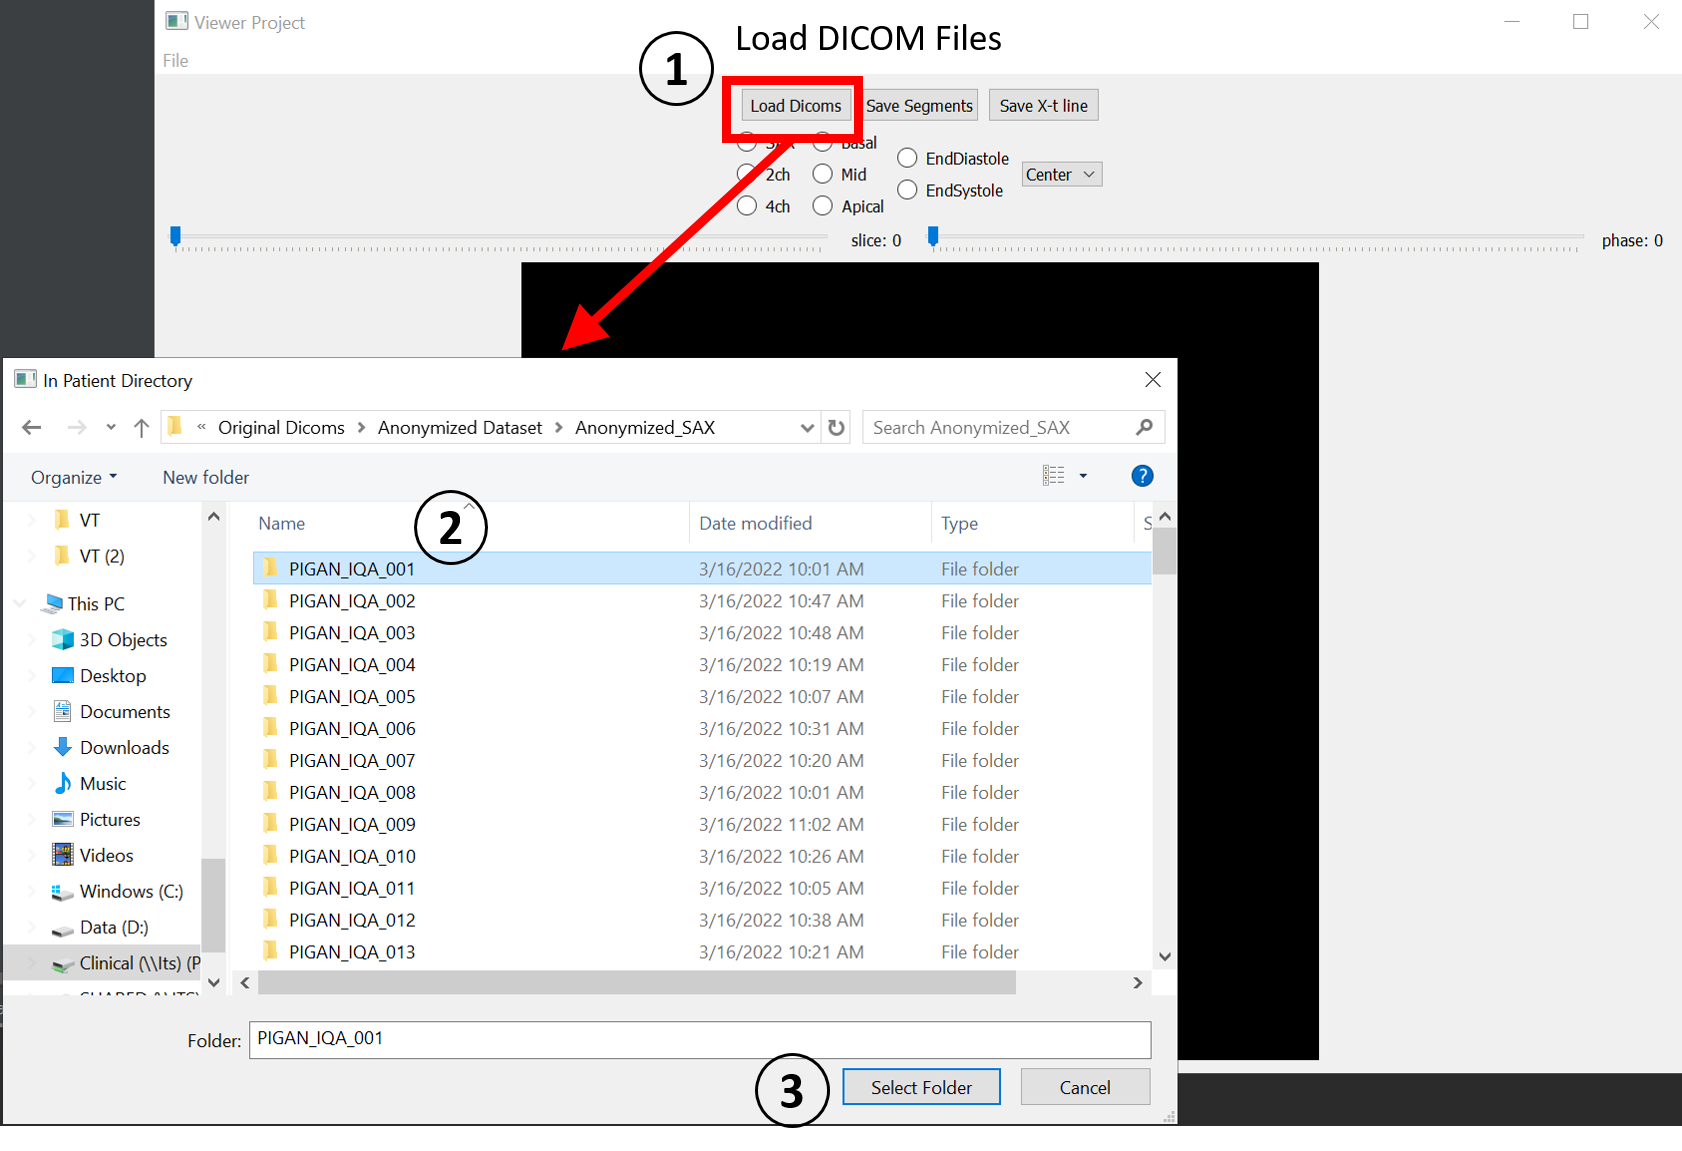 Viewer Project
Load DICOM Files
File
1
Load Dicoms Save Segments Save X-t line
Basal
2ch Mid EndDiastole Center
EndSystole
4ch Apical
slice: 0 phase: 0
In Patient Directory
« Original Dicoms > Anonymized Dataset > Anonymized_SAX Search Anonymized_SAX
Organize New folder ?
VT
VT (2)
This PC
3D Objects
Desktop
Documents
Downloads
Music
Pictures
Videos
Windows (C:)
Data (D:)
Clinical (\\lts) (P
2
Name Date modified Type S
PIGAN_IQA_001 3/16/2022 10:01 AM File folder
PIGAN_IQA_002 3/16/2022 10:47 AM File folder
PIGAN_IQA_003 3/16/2022 10:48 AM File folder
PIGAN_IQA_004 3/16/2022 10:19 AM File folder
PIGAN_IQA_005 3/16/2022 10:07 AM File folder
PIGAN_IQA_006 3/16/2022 10:31 AM File folder
PIGAN_IQA_007 3/16/2022 10:20 AM File folder
PIGAN_IQA_008 3/16/2022 10:01 AM File folder
PIGAN_IQA_009 3/16/2022 11:02 AM File folder
PIGAN_IQA_010 3/16/2022 10:26 AM File folder
PIGAN_IQA_011 3/16/2022 10:05 AM File folder
PIGAN_IQA_012 3/16/2022 10:38 AM File folder
PIGAN_IQA_013 3/16/2022 10:21 AM File folder
Folder: PIGAN_IQA_001
3
Select Folder Cancel